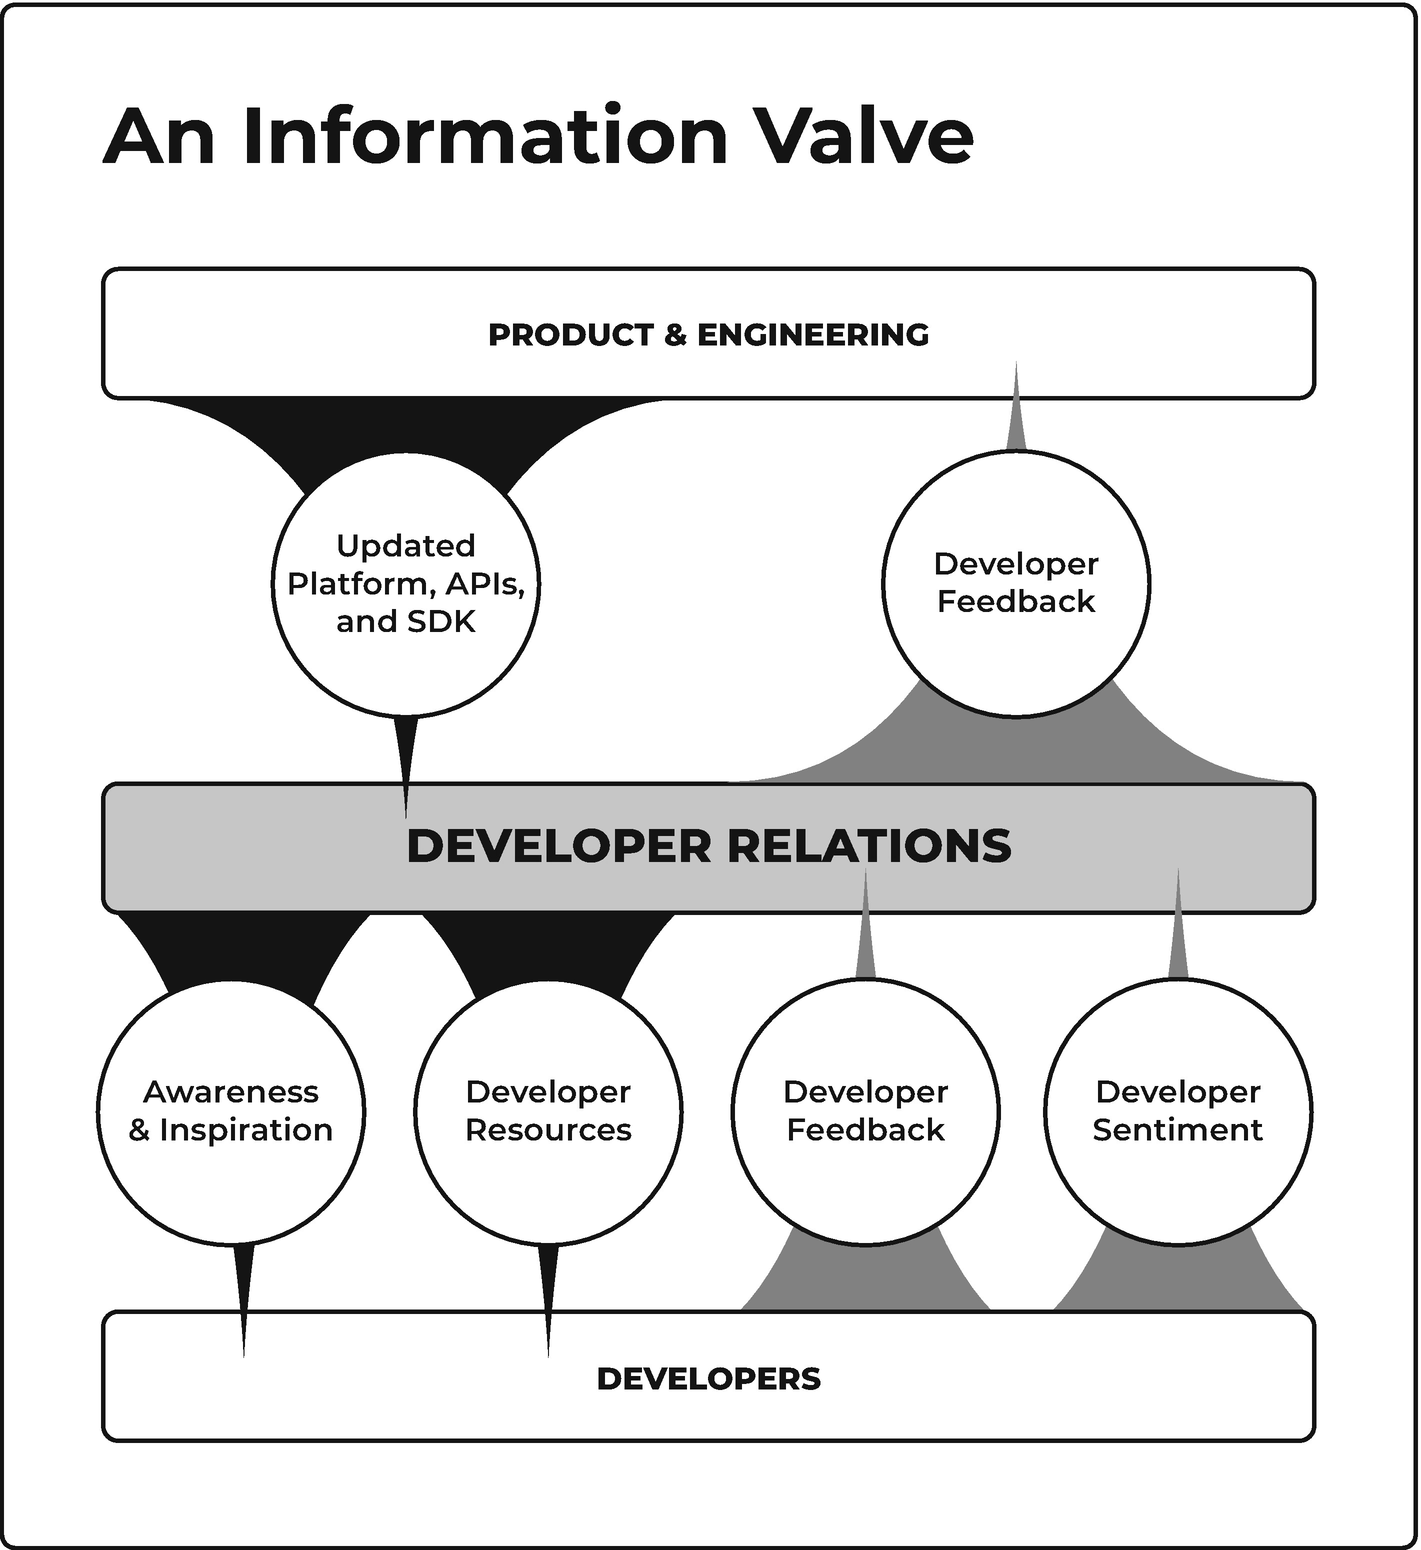 An Information Valve
PRODUCT & ENGINEERING
Updated
Platform, APIs,
and SDK
Developer
Feedback
DEVELOPER RELATIONS
Awareness
& Inspiration
Developer
Resources
Developer
Feedback
Developer
Sentiment
DEVELOPERS